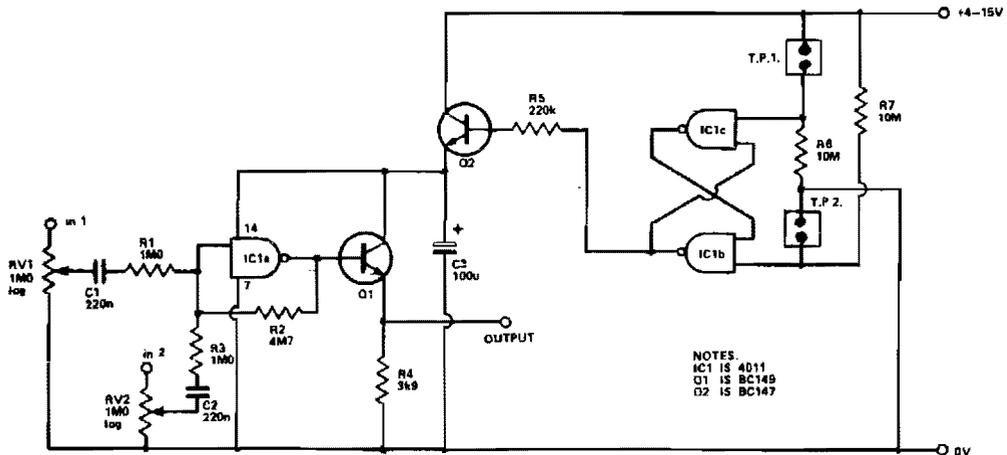 +4-15V
T.P.1.
R7
10M
R5
220k
IC1c
R6
10M
Q2
T.P.2.
in 1
14
R1
1M0
IC1a
+
C3
100u
IC1b
RV1
1M0
log
C1
220n
7
Q1
R2
4M7
OUTPUT
in 2
R3
1M0
R4
3k9
NOTES.
IC1 IS 4011
Q1 IS BC149
Q2 IS BC147
RV2
1M0
log
C2
220n
0V